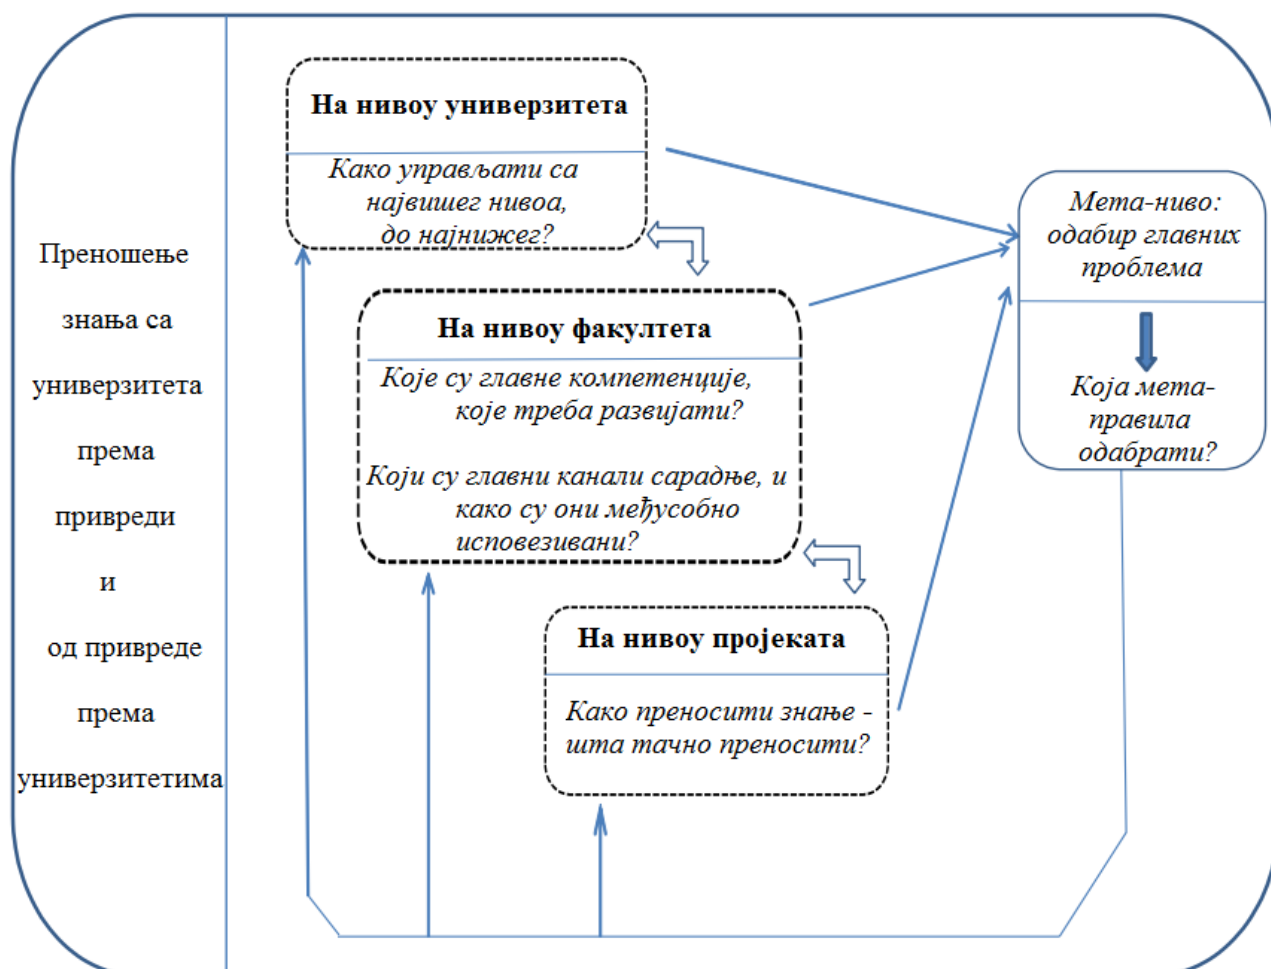 Преношење
знања са
универзитета
према
привреди
и
од привреде
према
универзитетима
На нивоу универзитета
Како управљати са
највишег нивоа,
до најнижег?
На нивоу факултета
Које су главне компетенције,
које треба развијати?
Који су главни канали сарадње, и
како су они међусобно
исповезивани?
На нивоу пројеката
Како преносити знање -
шта тачно преносити?
Мета-ниво:
одабир главних
проблема
Која мета-
правила
одабрати?